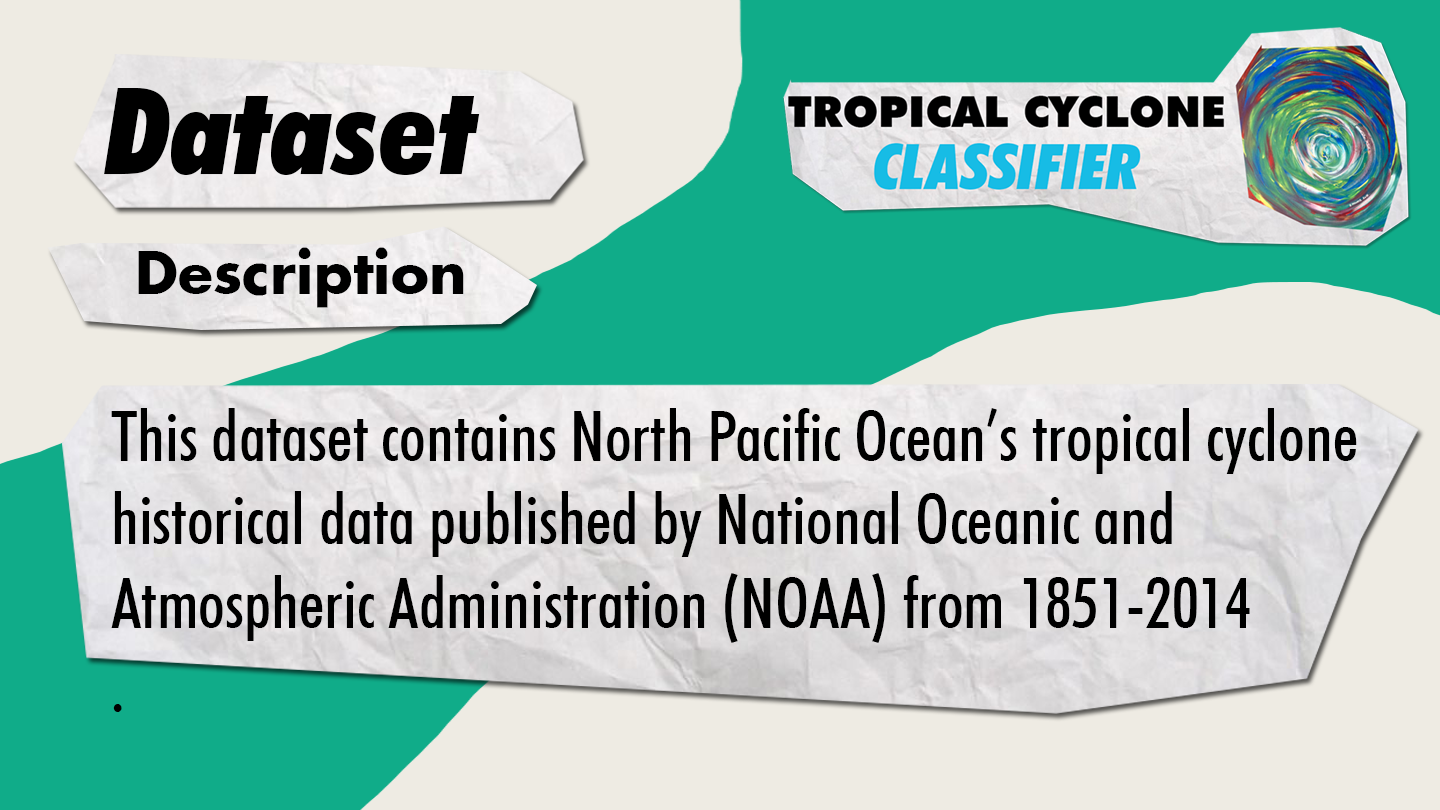 Dataset
TROPICAL CYCLONE
CLASSIFIER
Description
This dataset contains North Pacific Ocean’s tropical cyclone
historical data published by National Oceanic and
Atmospheric Administration (NOAA) from 1851-2014
.